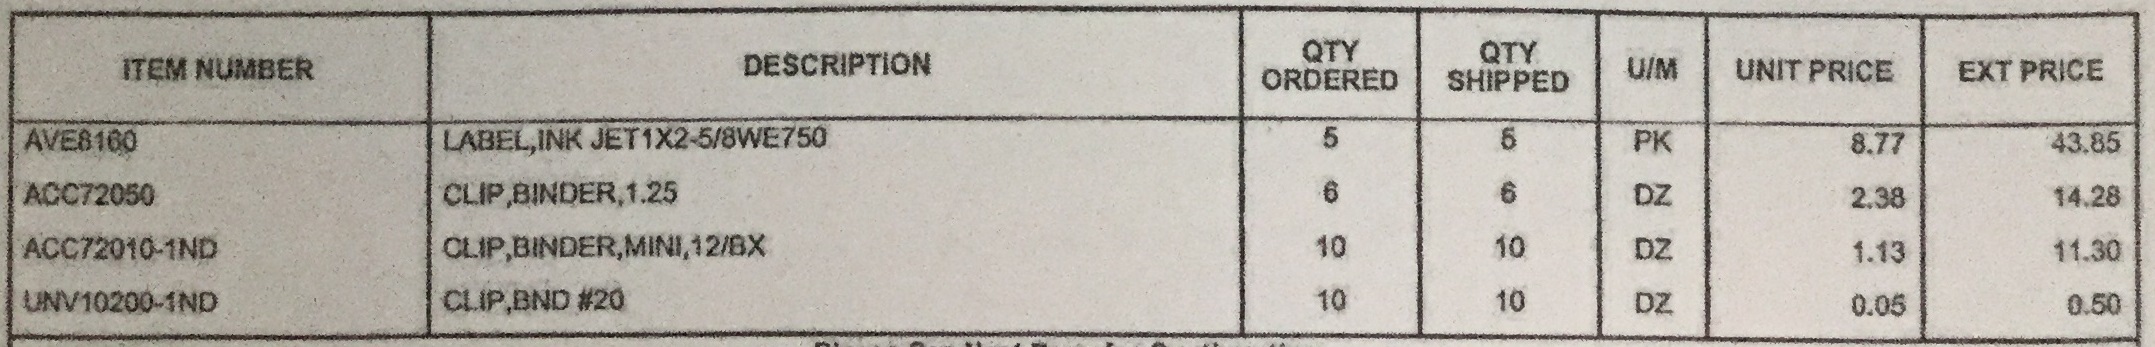 ITEM NUMBER DESCRIPTION QTY ORDERED QTY SHIPPED U/M UNIT PRICE EXT PRICE
AVE8160 LABEL,INK JET1X2-5/8WE750 5 5 PK 8.77 43.85
ACC72050 CLIP,BINDER,1.25 6 6 DZ 2.38 14.28
ACC72010-1ND CLIP,BINDER,MINI,12/BX 10 10 DZ 1.13 11.30
UNV10200-1ND CLIP,BND #20 10 10 DZ 0.05 0.50